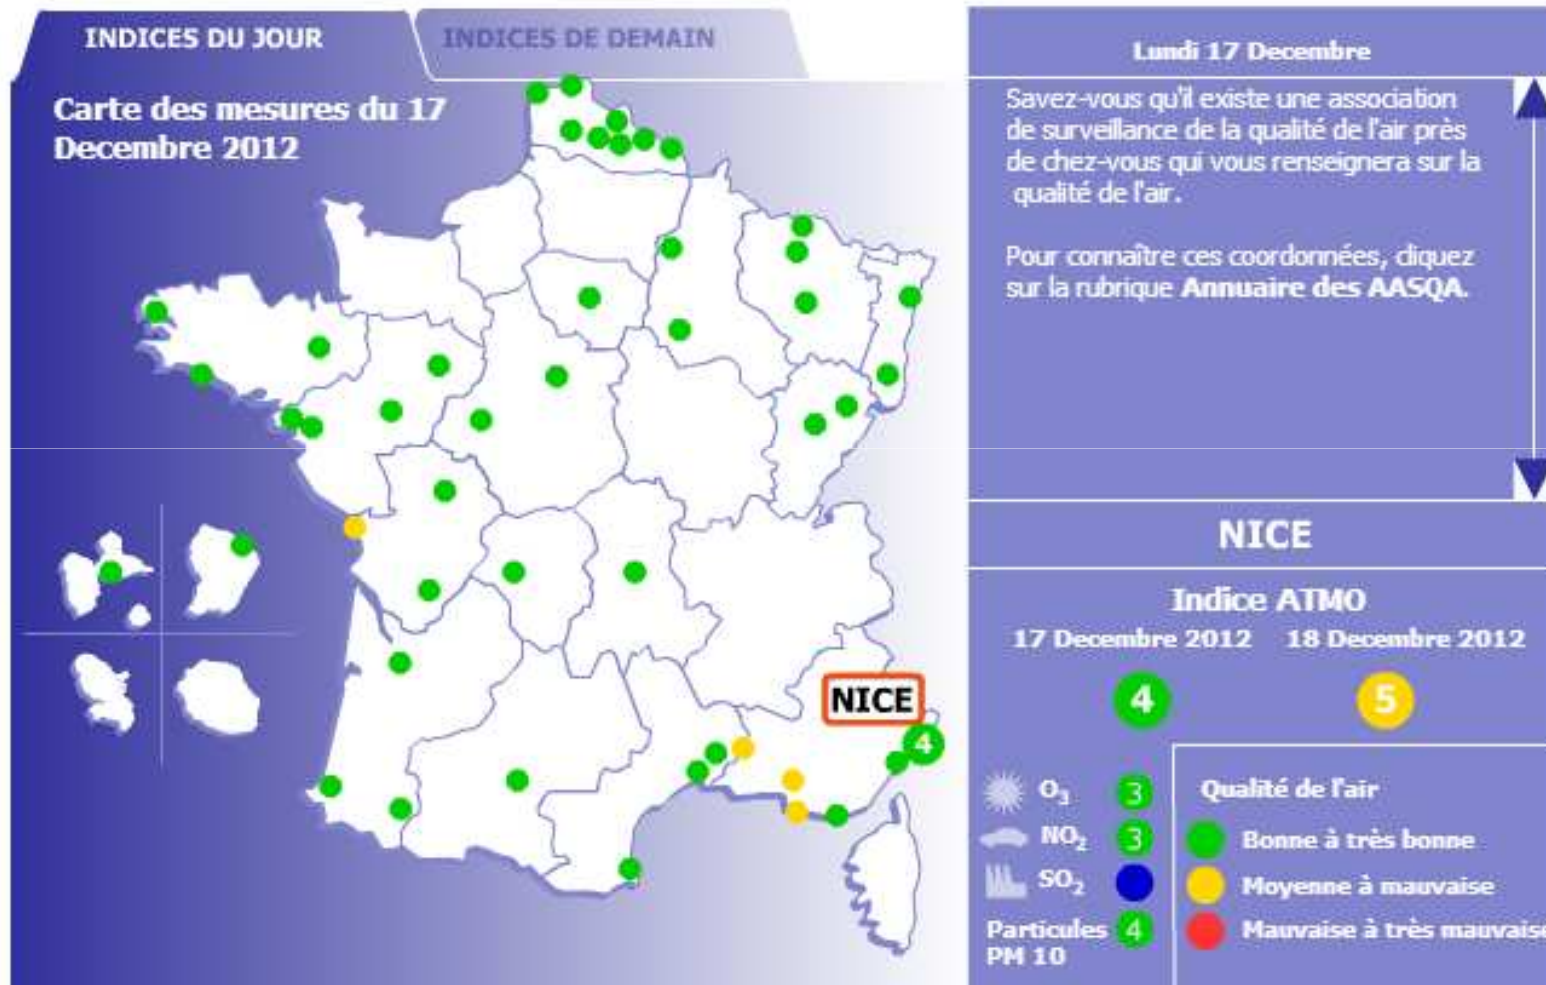 INDICES DU JOUR
INDICES DE DEMAIN
Carte des mesures du 17
Decembre 2012
NICE
4
Lundi 17 Decembre
Savez-vous qu'il existe une association
de surveillance de la qualité de l'air près
de chez-vous qui vous renseignera sur la
qualité de l'air.
Pour connaître ces coordonnées, cliquez
sur la rubrique Annuaire des AASQA.
NICE
Indice ATMO
17 Decembre 2012 18 Decembre 2012
4 5
O₃ 3
NO₂ 3
SO₂
Particules 4
PM 10
Qualité de l'air
Bonne à très bonne
Moyenne à mauvaise
Mauvaise à très mauvaise